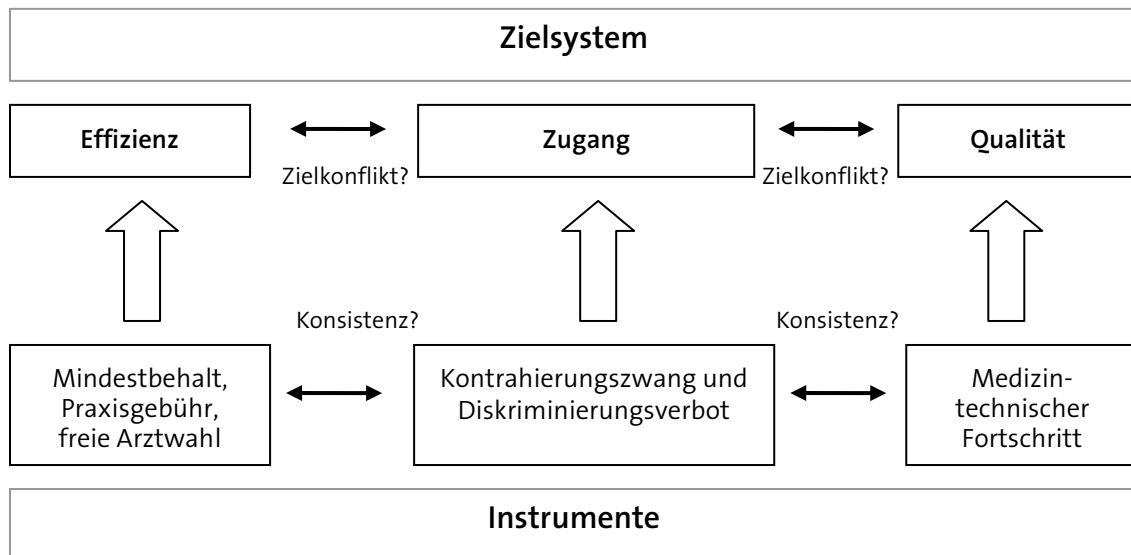 Zielsystem
Effizienz
Zugang
Qualität
Zielkonflikt?
Zielkonflikt?
Konsistenz?
Konsistenz?
Mindestbehalt,
Praxisgebühr,
freie Arztwahl
Kontrahierungszwang und
Diskriminierungsverbot
Medizin-
technischer
Fortschritt
Instrumente